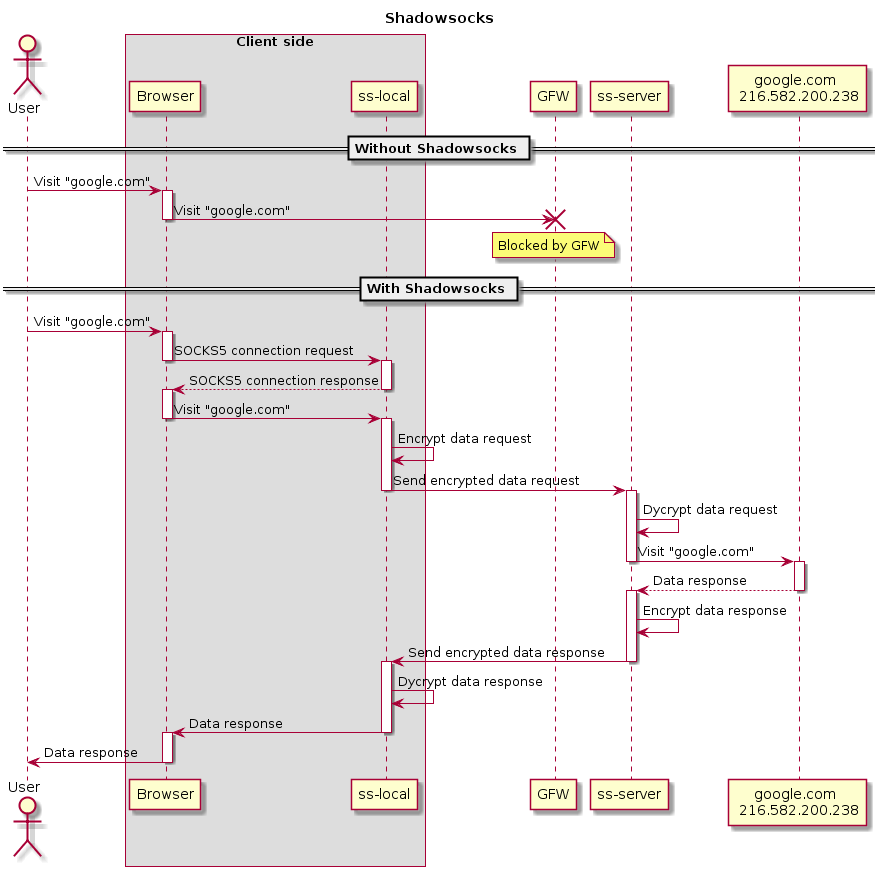 Shadowsocks
Client side
User
Browser
ss-local
GFW
ss-server
google.com
216.582.200.238
Without Shadowsocks
Visit "google.com"
Visit "google.com"
Blocked by GFW
With Shadowsocks
Visit "google.com"
SOCKS5 connection request
SOCKS5 connection response
Visit "google.com"
Encrypt data request
Send encrypted data request
Dycrypt data request
Visit "google.com"
Data response
Encrypt data response
Send encrypted data response
Dycrypt data response
Data response
Data response
User
Browser
ss-local
GFW
ss-server
google.com
216.582.200.238